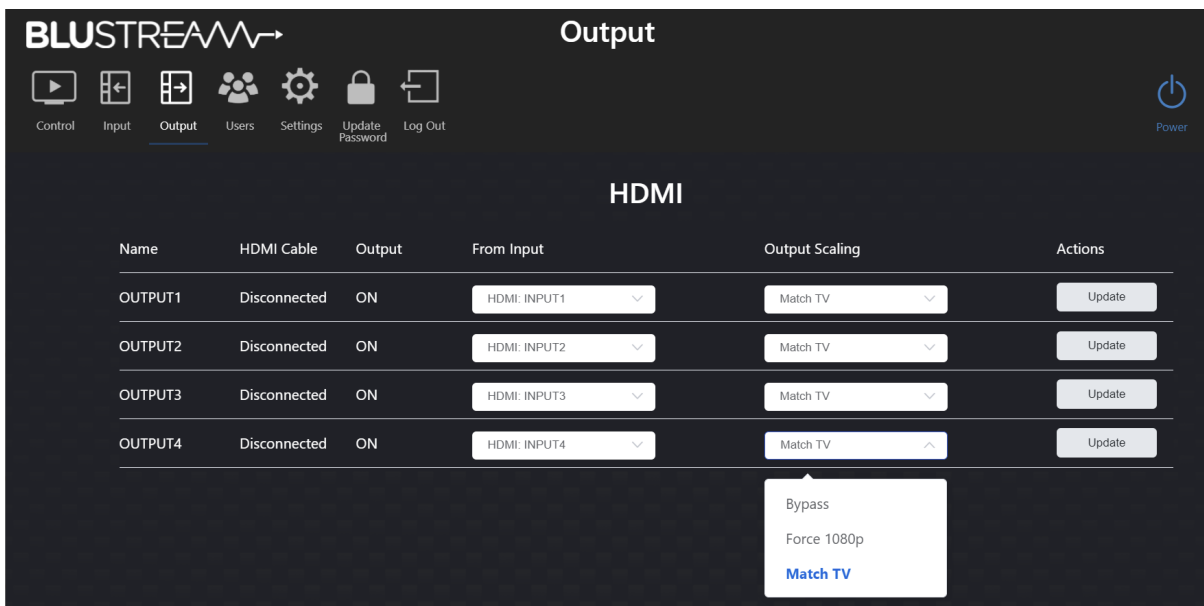 BLUSTREAM
Output
Control
Input
Output
Users
Settings
Update
Password
Log Out
Power
HDMI
Name HDMI Cable Output From Input Output Scaling Actions
OUTPUT1 Disconnected ON HDMI: INPUT1 Match TV Update
OUTPUT2 Disconnected ON HDMI: INPUT2 Match TV Update
OUTPUT3 Disconnected ON HDMI: INPUT3 Match TV Update
OUTPUT4 Disconnected ON HDMI: INPUT4 Match TV Update
Bypass
Force 1080p
Match TV